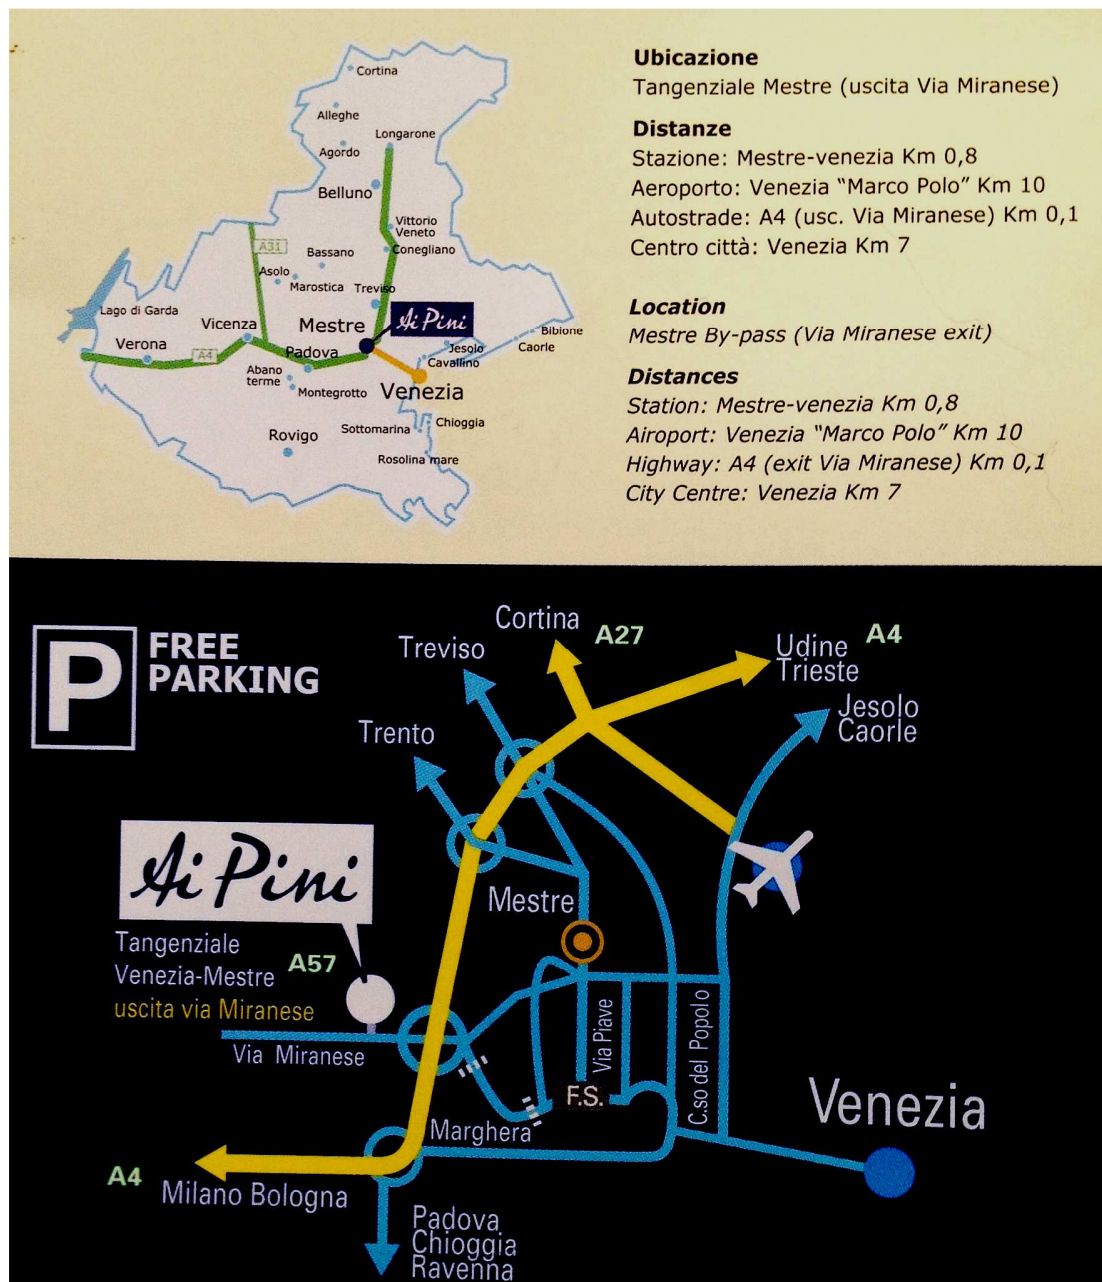 Cortina
Alleghe
Longarone
Agordo
Belluno
Vittorio
Veneto
A31
Conegliano
Bassano
Asolo
Marostica
Treviso
Lago di Garda
Vicenza
Mestre
Ai Pini
Verona
A4
Padova
Bibione
Caorle
Jesolo
Cavallino
Abano
terme
Montegrotto
Venezia
Rovigo
Sottomarina
Chioggia
Rosolina mare
Ubicazione
Tangenziale Mestre (uscita Via Miranese)
Distanze
Stazione: Mestre-venezia Km 0,8
Aeroporto: Venezia “Marco Polo” Km 10
Autostrade: A4 (usc. Via Miranese) Km 0,1
Centro città: Venezia Km 7
Location
Mestre By-pass (Via Miranese exit)
Distances
Station: Mestre-venezia Km 0,8
Airoport: Venezia “Marco Polo” Km 10
Highway: A4 (exit Via Miranese) Km 0,1
City Centre: Venezia Km 7
P
FREE
PARKING
Cortina
A27
Treviso
Udine
Trieste
A4
Jesolo
Caorle
Trento
Ai Pini
Mestre
Tangenziale
Venezia-Mestre
A57
uscita via Miranese
Via Miranese
Via Piave
C.so del Popolo
F.S.
Venezia
Marghera
A4
Milano Bologna
Padova
Chioggia
Ravenna